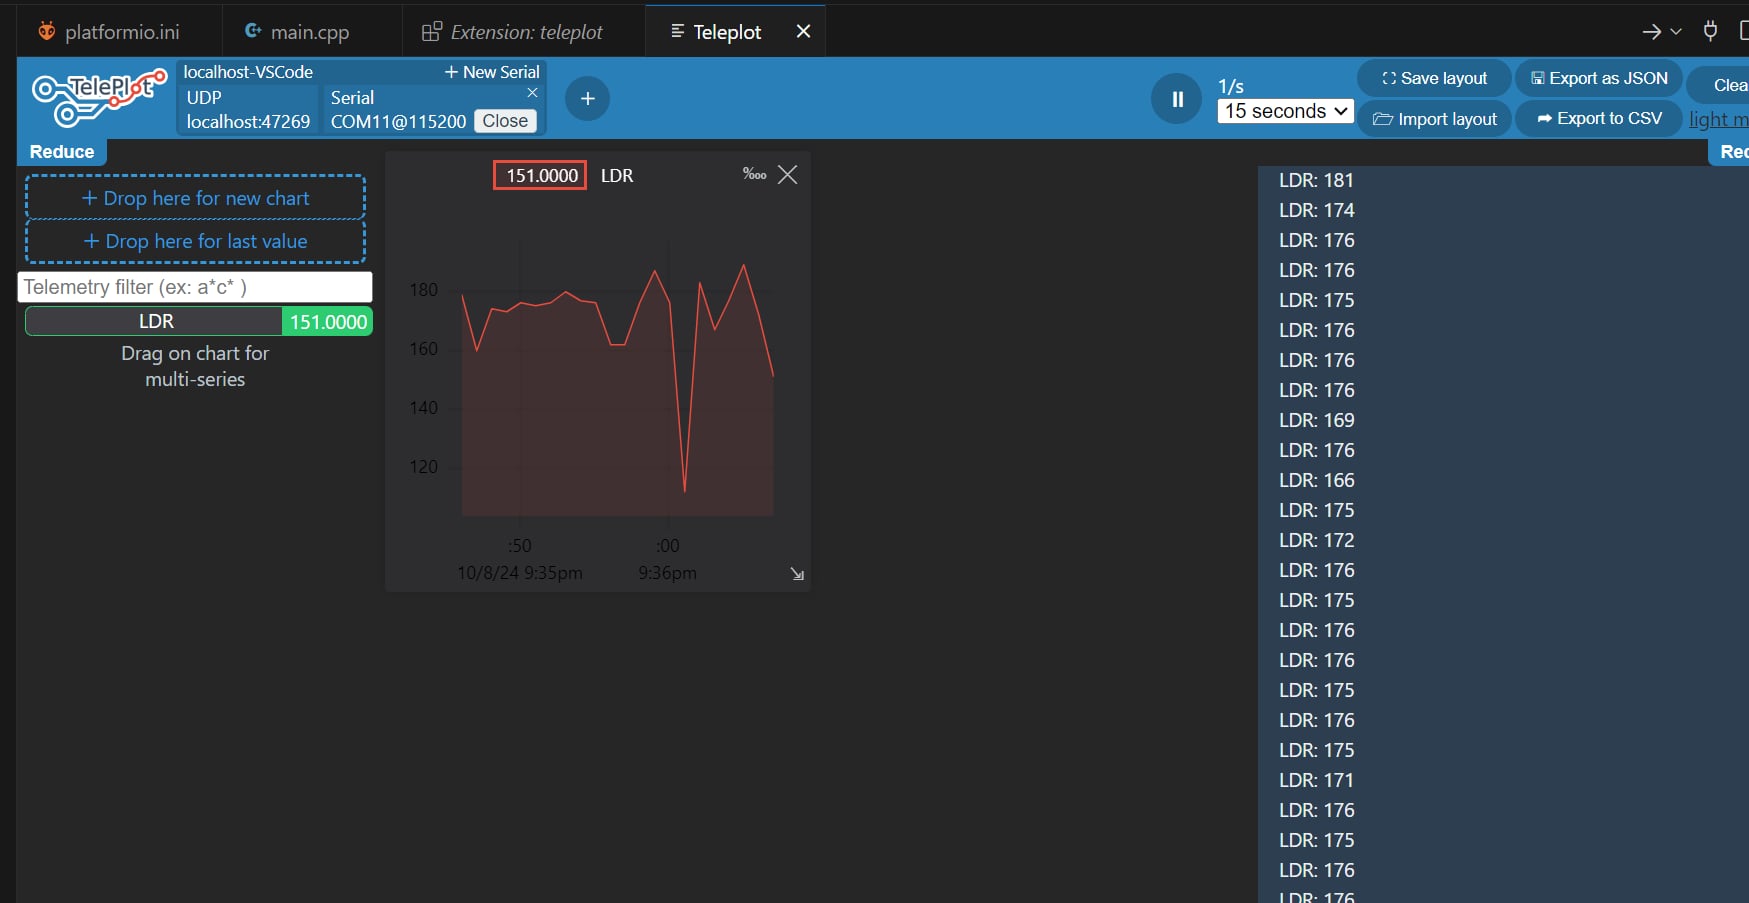 platformio.ini
main.cpp
Extension: teleplot
Teleplot
TelePlot
localhost-VSCode
+ New Serial
UDP
localhost:47269
Serial
COM11@115200
Close
+
1/s
15 seconds
Save layout
Import layout
Export as JSON
Export to CSV
Clea
light m
Reduce
Rec
+ Drop here for new chart
+ Drop here for last value
Telemetry filter (ex: a*c* )
LDR 151.0000
Drag on chart for
multi-series
151.0000 LDR
‱
180
160
140
120
:50
10/8/24 9:35pm
:00
9:36pm
LDR: 181
LDR: 174
LDR: 176
LDR: 176
LDR: 175
LDR: 176
LDR: 176
LDR: 176
LDR: 169
LDR: 176
LDR: 166
LDR: 175
LDR: 172
LDR: 176
LDR: 175
LDR: 176
LDR: 176
LDR: 175
LDR: 176
LDR: 175
LDR: 171
LDR: 176
LDR: 175
LDR: 176
LDR: 176